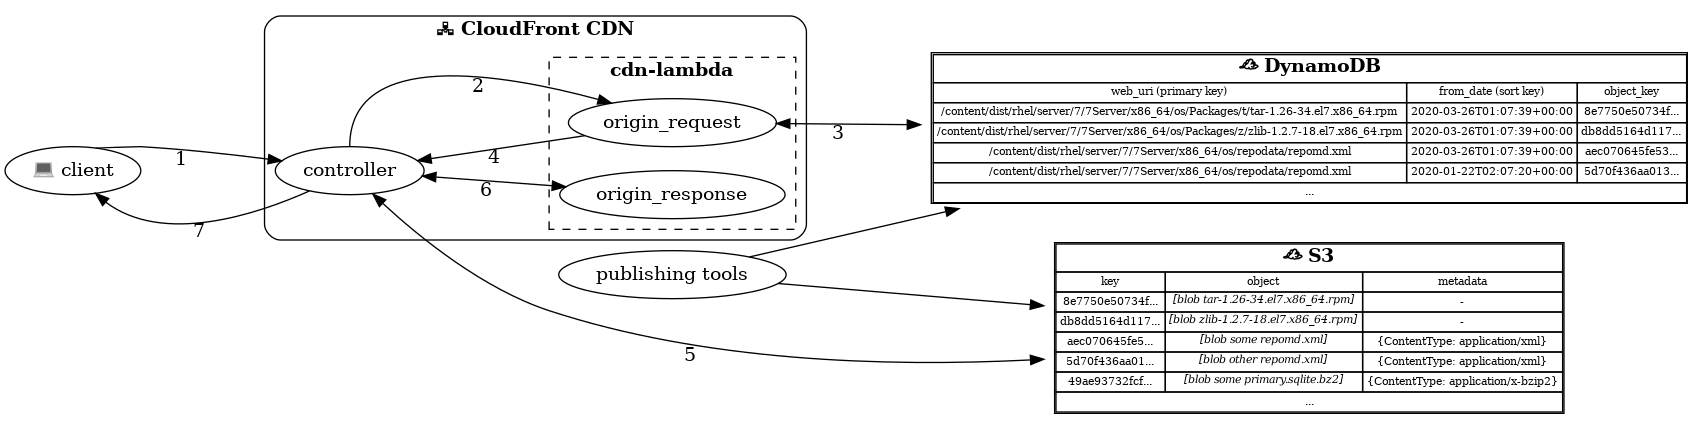 CloudFront CDN
cdn-lambda
client
controller
origin_request
origin_response
publishing tools
1
2
3
4
5
6
7
DynamoDB
web_uri (primary key) from_date (sort key) object_key
/content/dist/rhel/server/7/7Server/x86_64/os/Packages/t/tar-1.26-34.el7.x86_64.rpm 2020-03-26T01:07:39+00:00 8e7750e50734f...
/content/dist/rhel/server/7/7Server/x86_64/os/Packages/z/zlib-1.2.7-18.el7.x86_64.rpm 2020-03-26T01:07:39+00:00 db8dd5164d117...
/content/dist/rhel/server/7/7Server/x86_64/os/repodata/repomd.xml 2020-03-26T01:07:39+00:00 aec070645fe53...
/content/dist/rhel/server/7/7Server/x86_64/os/repodata/repomd.xml 2020-01-22T02:07:20+00:00 5d70f436aa013...
...
S3
key object metadata
8e7750e50734f... [blob tar-1.26-34.el7.x86_64.rpm] -
db8dd5164d117... [blob zlib-1.2.7-18.el7.x86_64.rpm] -
aec070645fe5... [blob some repomd.xml] {ContentType: application/xml}
5d70f436aa01... [blob other repomd.xml] {ContentType: application/xml}
49ae93732fcf... [blob some primary.sqlite.bz2] {ContentType: application/x-bzip2}
...